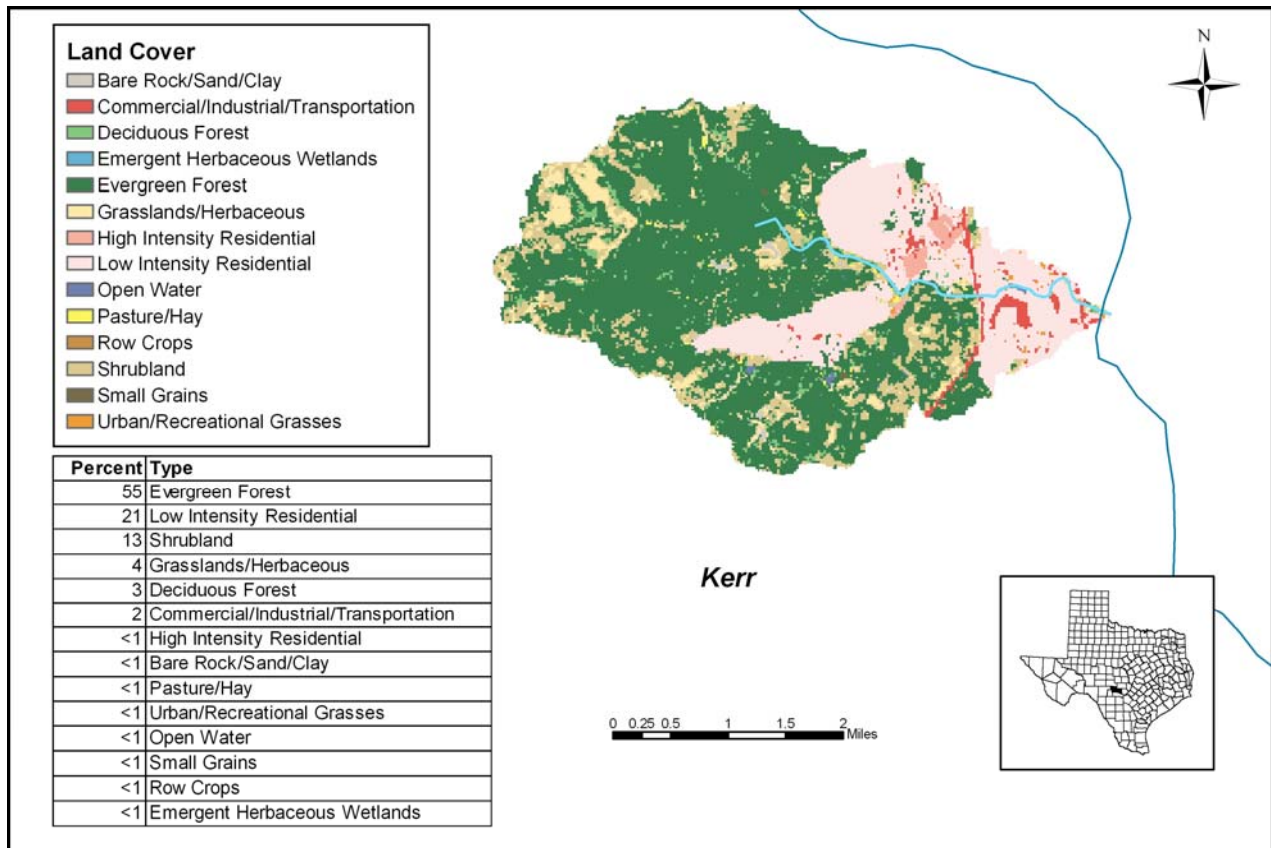 Land Cover
Bare Rock/Sand/Clay
Commercial/Industrial/Transportation
Deciduous Forest
Emergent Herbaceous Wetlands
Evergreen Forest
Grasslands/Herbaceous
High Intensity Residential
Low Intensity Residential
Open Water
Pasture/Hay
Row Crops
Shrubland
Small Grains
Urban/Recreational Grasses
N
Percent Type
55 Evergreen Forest
21 Low Intensity Residential
13 Shrubland
4 Grasslands/Herbaceous
3 Deciduous Forest
2 Commercial/Industrial/Transportation
<1 High Intensity Residential
<1 Bare Rock/Sand/Clay
<1 Pasture/Hay
<1 Urban/Recreational Grasses
<1 Open Water
<1 Small Grains
<1 Row Crops
<1 Emergent Herbaceous Wetlands
Kerr
0 0.25 0.5 1 1.5 2
Miles